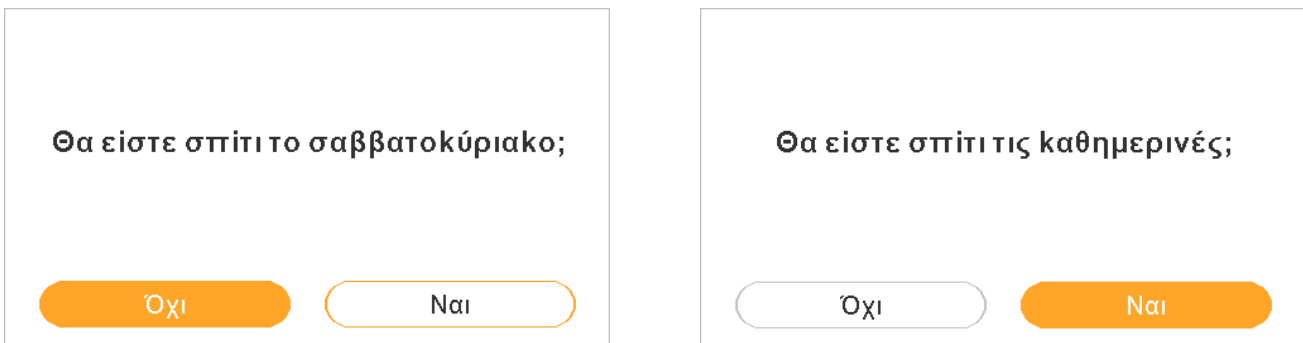 Θα είστε σπίτι το σαββατοκύριακο;
Όχι
Ναι
Θα είστε σπίτι τις καθημερινές;
Όχι
Ναι